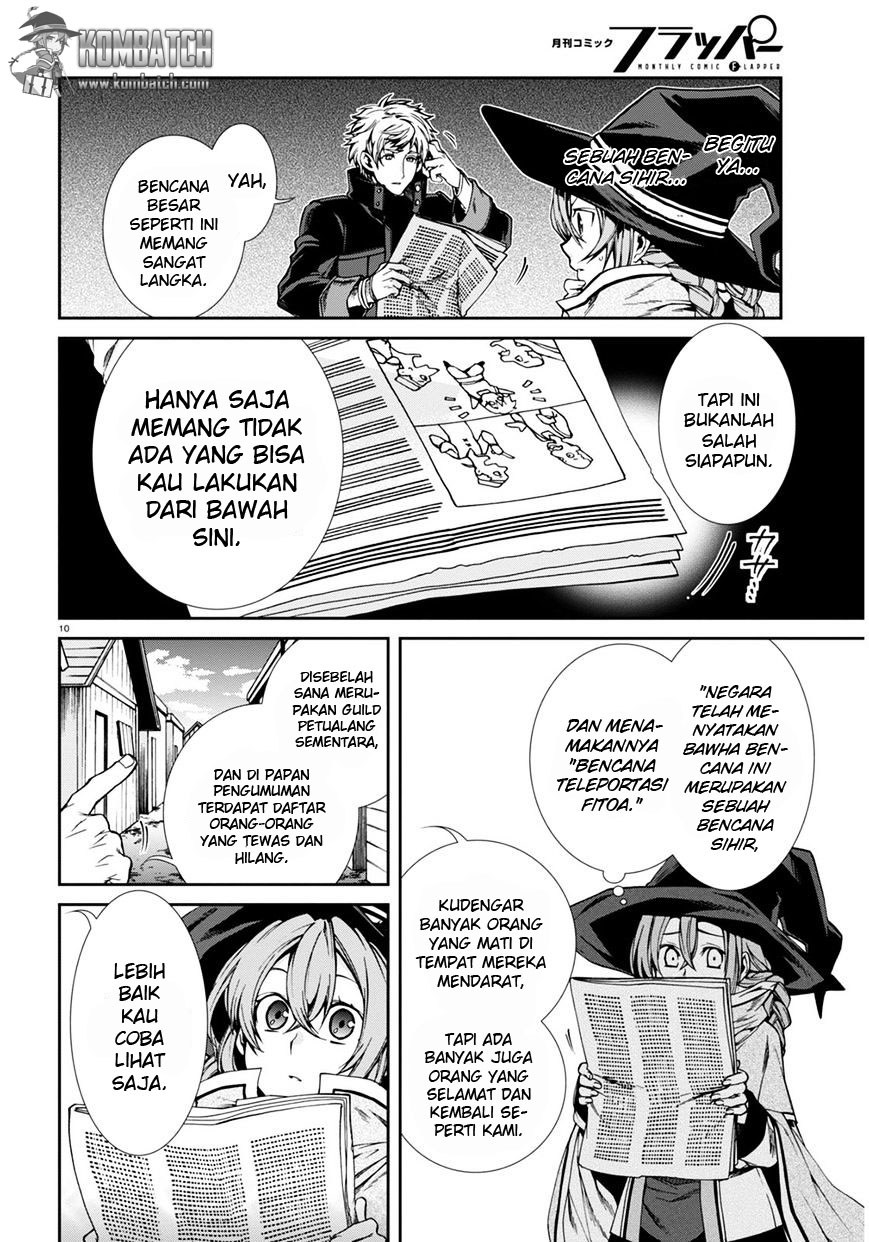 KOMBATCH
www.kombatch.com
月刊コミック フラッパー
MONTHLY COMIC FLAPPER
BEGITU
YA...
SEBUAH BEN-
CANA SIHIR...
YAH,
BENCANA
BESAR
SEPERTI INI
MEMANG
SANGAT
LANGKA.
TAPI INI
BUKANLAH
SALAH
SIAPAPUN.
HANYA SAJA
MEMANG TIDAK
ADA YANG BISA
KAU LAKUKAN
DARI BAWAH
SINI.
ガサ
10
"NEGARA
TELAH ME-
NYATAKAN
BAWHA BEN-
CANA INI
MERUPAKAN
SEBUAH
BENCANA
SIHIR,
DAN MENA-
MAKANNYA
"BENCANA
TELEPORTASI
FITOA."
KUDENGAR
BANYAK ORANG
YANG MATI DI
TEMPAT MEREKA
MENDARAT,
TAPI ADA
BANYAK JUGA
ORANG YANG
SELAMAT DAN
KEMBALI SE-
PERTI KAMI.
DISEBELAH
SANA MERU-
PAKAN GUILD
PETUALANG
SEMENTARA,
DAN DI PAPAN
PENGUMUMAN
TERDAPAT DAFTAR
ORANG-ORANG
YANG TEWAS DAN
HILANG.
LEBIH
BAIK
KAU
COBA
LIHAT
SAJA.